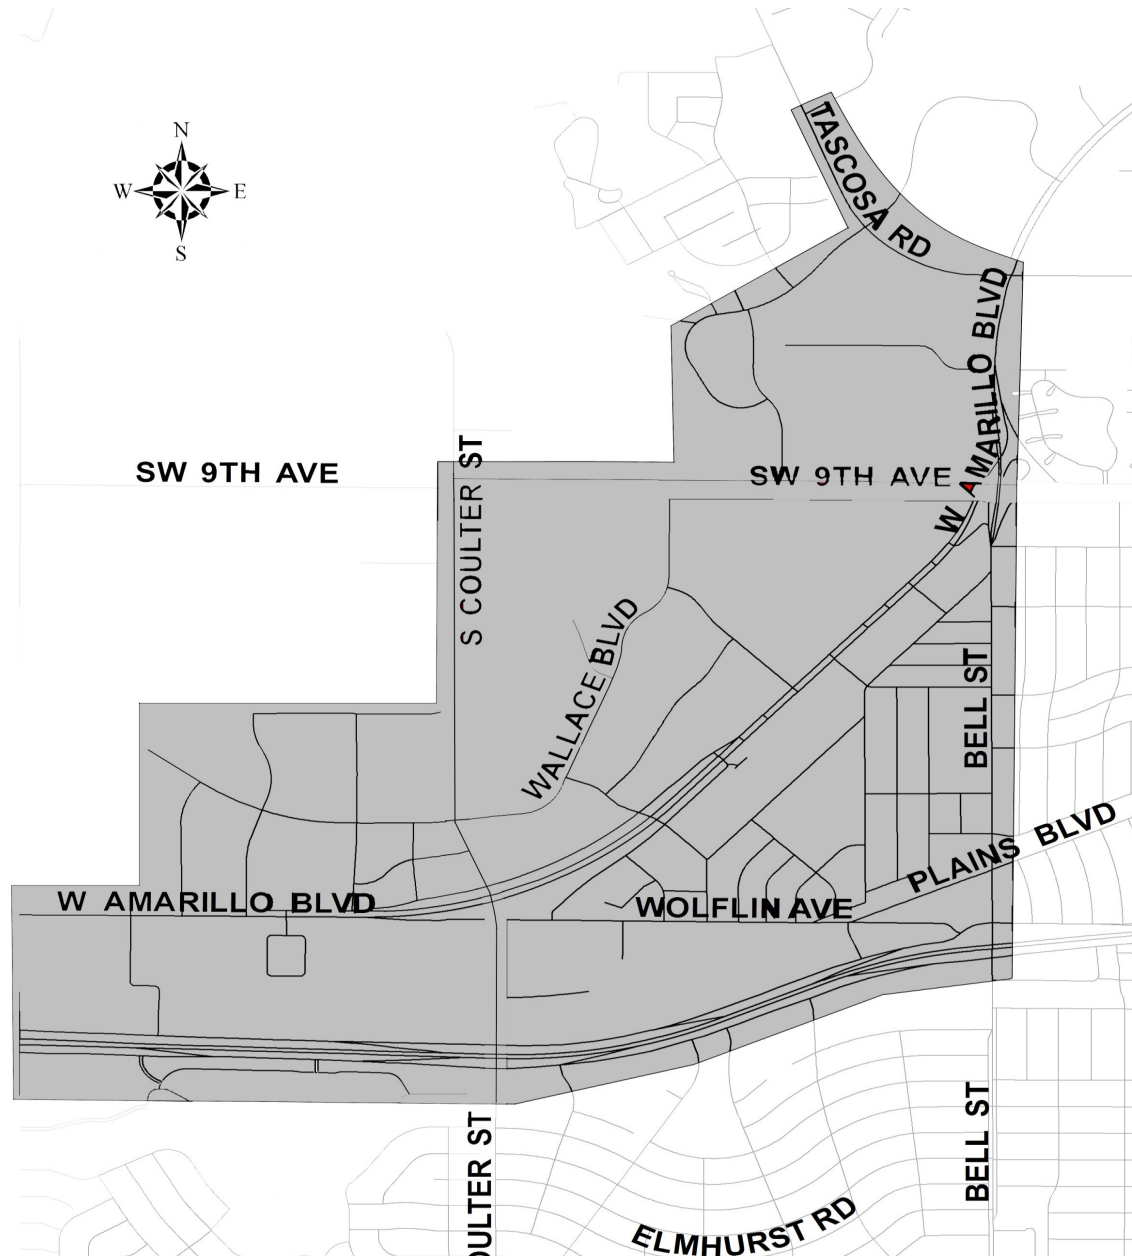 TASCOSA RD
N
W E
S
W AMARILLO BLVD
SW 9TH AVE
S COULTER ST
SW 9TH AVE
WALLACE BLVD
BELL ST
PLAINS BLVD
W AMARILLO BLVD
WOLFLIN AVE
OULTER ST
BELL ST
ELMHURST RD